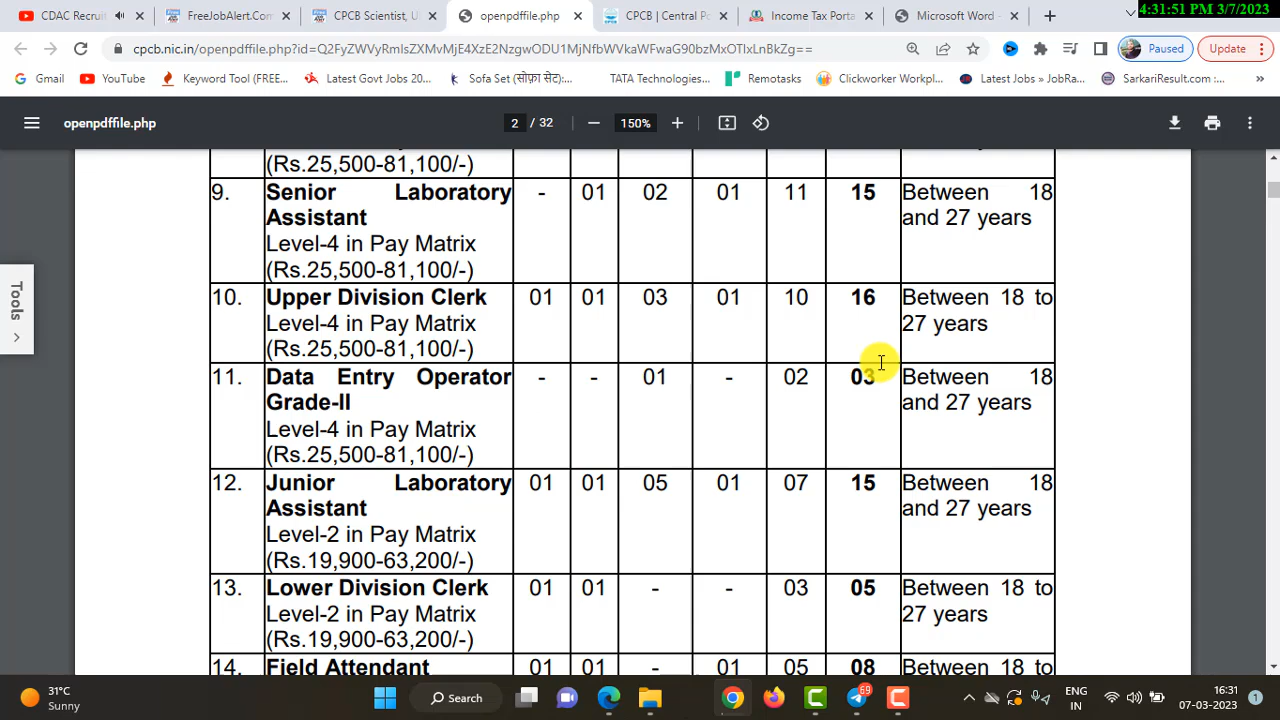 4:31:51 PM 3/7/2023
CDAC Recruit
FreeJobAlert.Com
CPCB Scientist, U
openpdffile.php
CPCB | Central Po
Income Tax Porta
Microsoft Word -
cpcb.nic.in/openpdffile.php?id=Q2FyZWVyRmlsZXMvMjE4XzE2NzgwODU1MjNfbWVkaWFwaG90bzMxOTIxLnBkZg==
Paused
Update
Gmail
YouTube
Keyword Tool (FREE...
Latest Govt Jobs 20...
Sofa Set (सोफ़ा सेट):...
TATA Technologies...
Remotasks
Clickworker Workpl...
Latest Jobs » JobRa...
SarkariResult.com :...
openpdffile.php
2 / 32
150%
Tools
(Rs.25,500-81,100/-)
9. Senior Laboratory - 01 02 01 11 15 Between 18
Assistant and 27 years
Level-4 in Pay Matrix
(Rs.25,500-81,100/-)
10. Upper Division Clerk 01 01 03 01 10 16 Between 18 to
Level-4 in Pay Matrix 27 years
(Rs.25,500-81,100/-)
11. Data Entry Operator - - 01 - 02 03 Between 18
Grade-II and 27 years
Level-4 in Pay Matrix
(Rs.25,500-81,100/-)
12. Junior Laboratory 01 01 05 01 07 15 Between 18
Assistant and 27 years
Level-2 in Pay Matrix
(Rs.19,900-63,200/-)
13. Lower Division Clerk 01 01 - - 03 05 Between 18 to
Level-2 in Pay Matrix 27 years
(Rs.19,900-63,200/-)
14. Field Attendant 01 01 - 01 05 08 Between 18 to
31°C
Sunny
Search
69
ENG
IN
16:31
07-03-2023
1